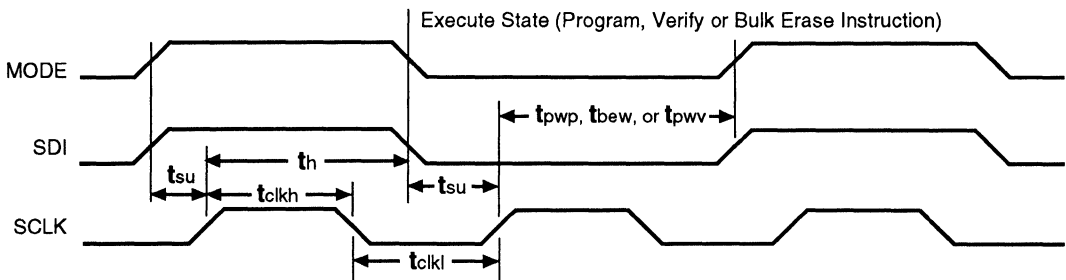 Execute State (Program, Verify or Bulk Erase Instruction)
MODE
tpwp, tbew, or tpwv
SDI
tsu
th
tclkh
tsu
SCLK
tclkl